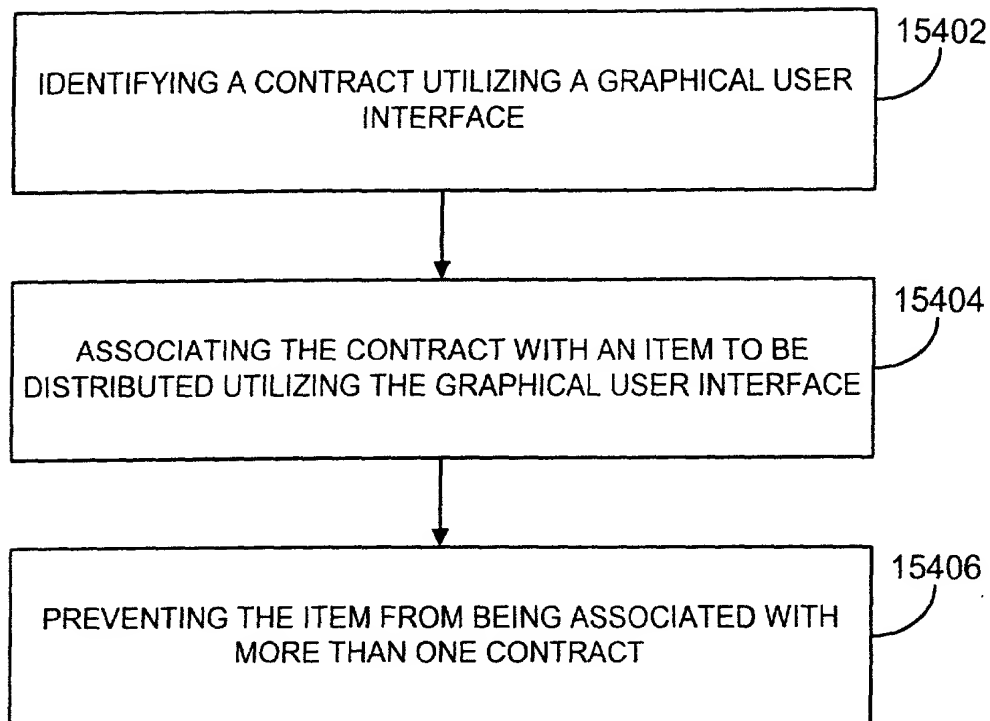 15402
IDENTIFYING A CONTRACT UTILIZING A GRAPHICAL USER
INTERFACE
15404
ASSOCIATING THE CONTRACT WITH AN ITEM TO BE
DISTRIBUTED UTILIZING THE GRAPHICAL USER INTERFACE
15406
PREVENTING THE ITEM FROM BEING ASSOCIATED WITH
MORE THAN ONE CONTRACT